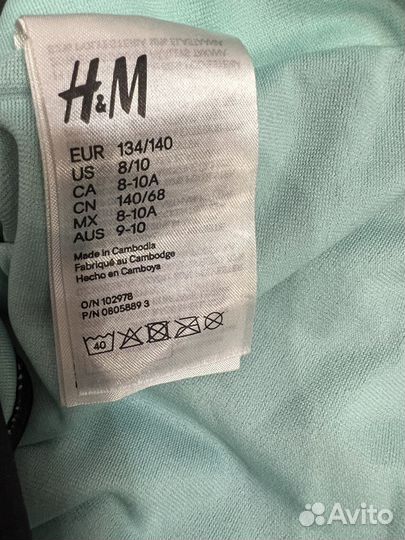 H&M
EUR 134/140
US 8/10
CA 8-10A
CN 140/68
MX 8-10A
AUS 9-10
Made in Cambodia
Fabriqué au Cambodge
Hecho en Camboya
O/N 102978
P/N 0805889 3
40
Avito